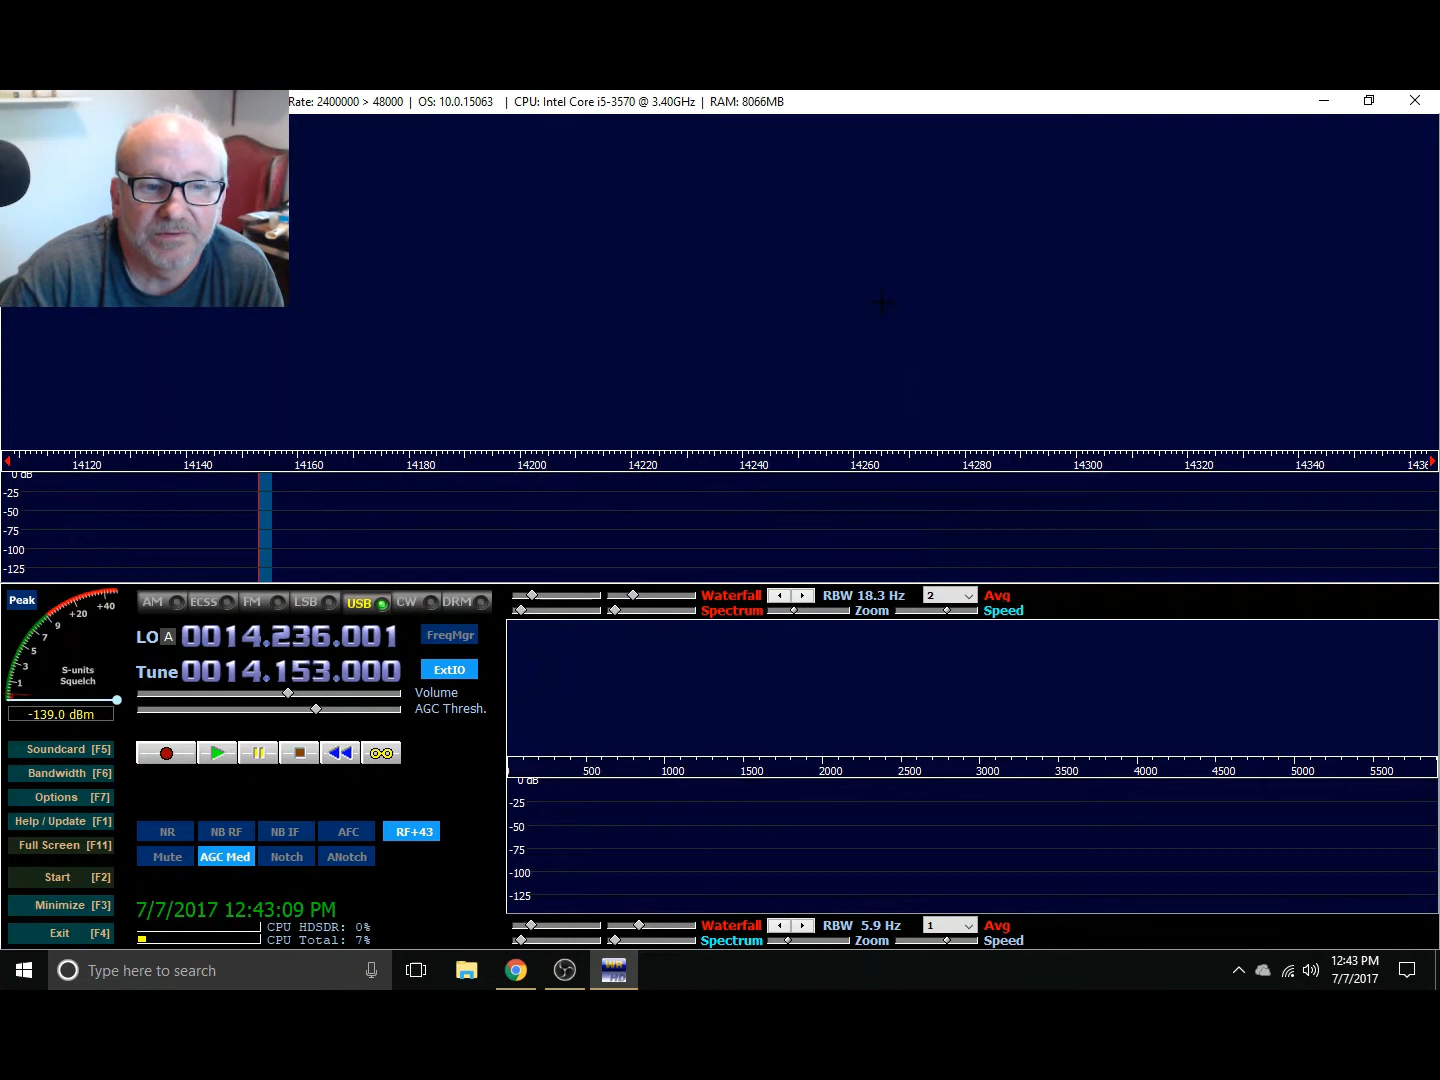 Rate: 2400000 > 48000 | OS: 10.0.15063 | CPU: Intel Core i5-3570 @ 3.40GHz | RAM: 8066MB
14120 14140 14160 14180 14200 14220 14240 14260 14280 14300 14320 14340 1436
0 dB
-25
-50
-75
-100
-125
Peak
1 3 5 7 9 +20 +40
S-units
Squelch
-139.0 dBm
AM ECSS FM LSB USB CW DRM
LO A 0014.236.001 FreqMgr
Tune 0014.153.000 ExtIO
Volume
AGC Thresh.
Soundcard [F5]
Bandwidth [F6]
Options [F7]
Help / Update [F1]
Full Screen [F11]
Start [F2]
Minimize [F3]
Exit [F4]
NR NB RF NB IF AFC RF+43
Mute AGC Med Notch ANotch
7/7/2017 12:43:09 PM
CPU HDSDR: 0%
CPU Total: 7%
Waterfall RBW 18.3 Hz 2 Avg
Spectrum Zoom Speed
500 1000 1500 2000 2500 3000 3500 4000 4500 5000 5500
0 dB
-25
-50
-75
-100
-125
Waterfall RBW 5.9 Hz 1 Avg
Spectrum Zoom Speed
Type here to search
WR
HD
12:43 PM
7/7/2017